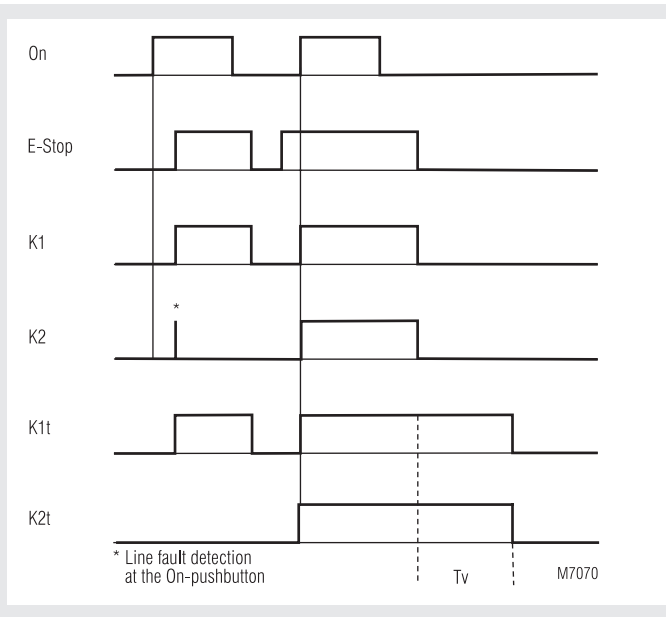 On
E-Stop
K1
*
K2
K1t
K2t
* Line fault detection
at the On-pushbutton
Tv
M7070